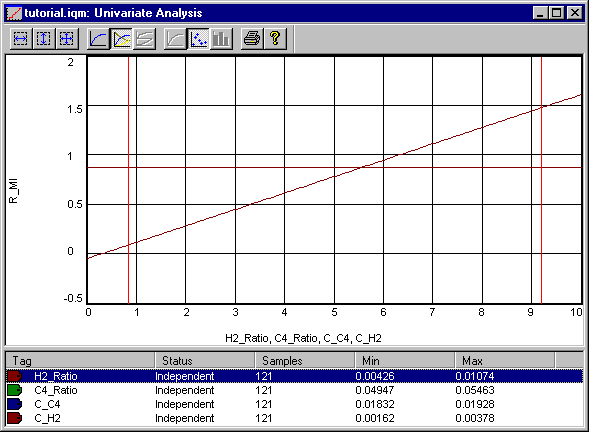 tutorial.iqm: Univariate Analysis
?
2
1.5
1
0.5
0
-0.5
R_MI
0 1 2 3 4 5 6 7 8 9 10
H2_Ratio, C4_Ratio, C_C4, C_H2
Tag Status Samples Min Max
H2_Ratio Independent 121 0.00426 0.01074
C4_Ratio Independent 121 0.04947 0.05463
C_C4 Independent 121 0.01832 0.01928
C_H2 Independent 121 0.00162 0.00378